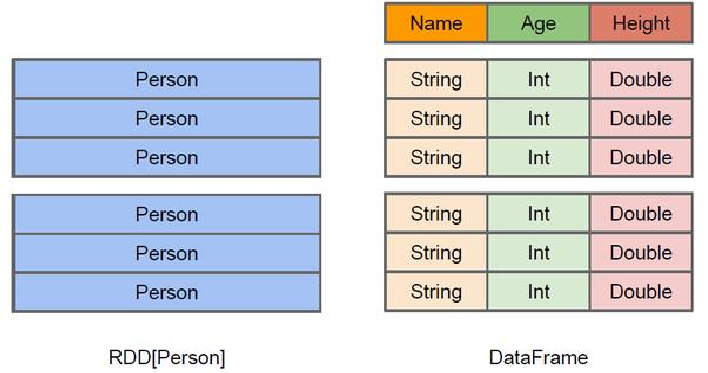 Name Age Height
Person String Int Double
Person String Int Double
Person String Int Double
Person String Int Double
Person String Int Double
Person String Int Double
RDD[Person] DataFrame